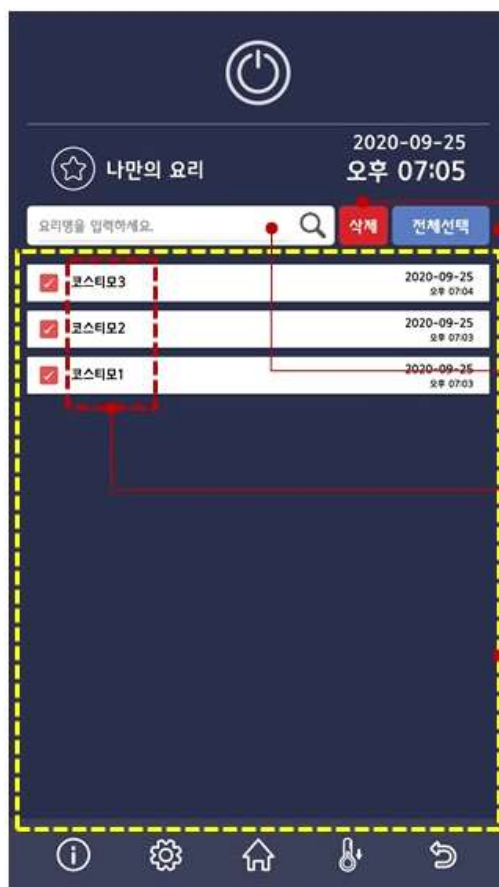 2020-09-25
나만의 요리
오후 07:05
요리명을 입력하세요.
삭제
전체선택
코스티모3
2020-09-25
오후 07:04
코스티모2
2020-09-25
오후 07:03
코스티모1
2020-09-25
오후 07:03